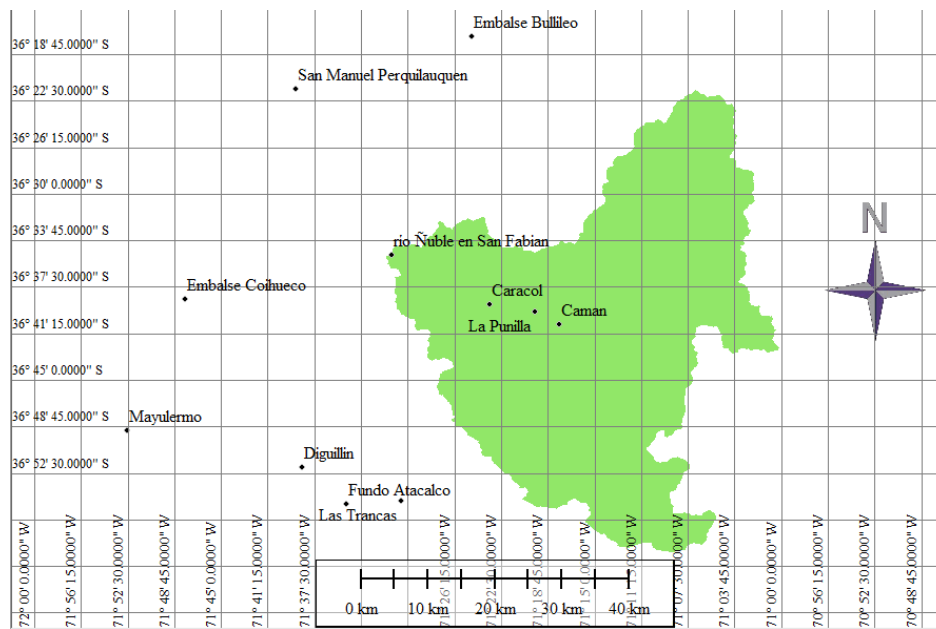 Embalse Bullileo
36° 18' 45.0000" S
San Manuel Perquilauquen
36° 22' 30.0000" S
36° 26' 15.0000" S
36° 30' 0.0000" S
N
36° 33' 45.0000" S
río Ñuble en San Fabian
36° 37' 30.0000" S
Embalse Coihueco
Caracol
Caman
La Punilla
36° 41' 15.0000" S
36° 45' 0.0000" S
36° 48' 45.0000" S
Mayulermo
Diguillin
36° 52' 30.0000" S
Fundo Atacalco
Las Trancas
72° 00' 0.0000" W
71° 56' 15.0000" W
71° 52' 30.0000" W
71° 48' 45.0000" W
71° 45' 0.0000" W
71° 41' 15.0000" W
71° 37' 30.0000" W
71° 26' 15.0000" W
71° 22' 30.0000" W
71° 18' 45.0000" W
71° 15' 0.0000" W
71° 11' 15.0000" W
71° 07' 30.0000" W
71° 03' 45.0000" W
71° 00' 0.0000" W
70° 56' 15.0000" W
70° 52' 30.0000" W
70° 48' 45.0000" W
0 km 10 km 20 km 30 km 40 km